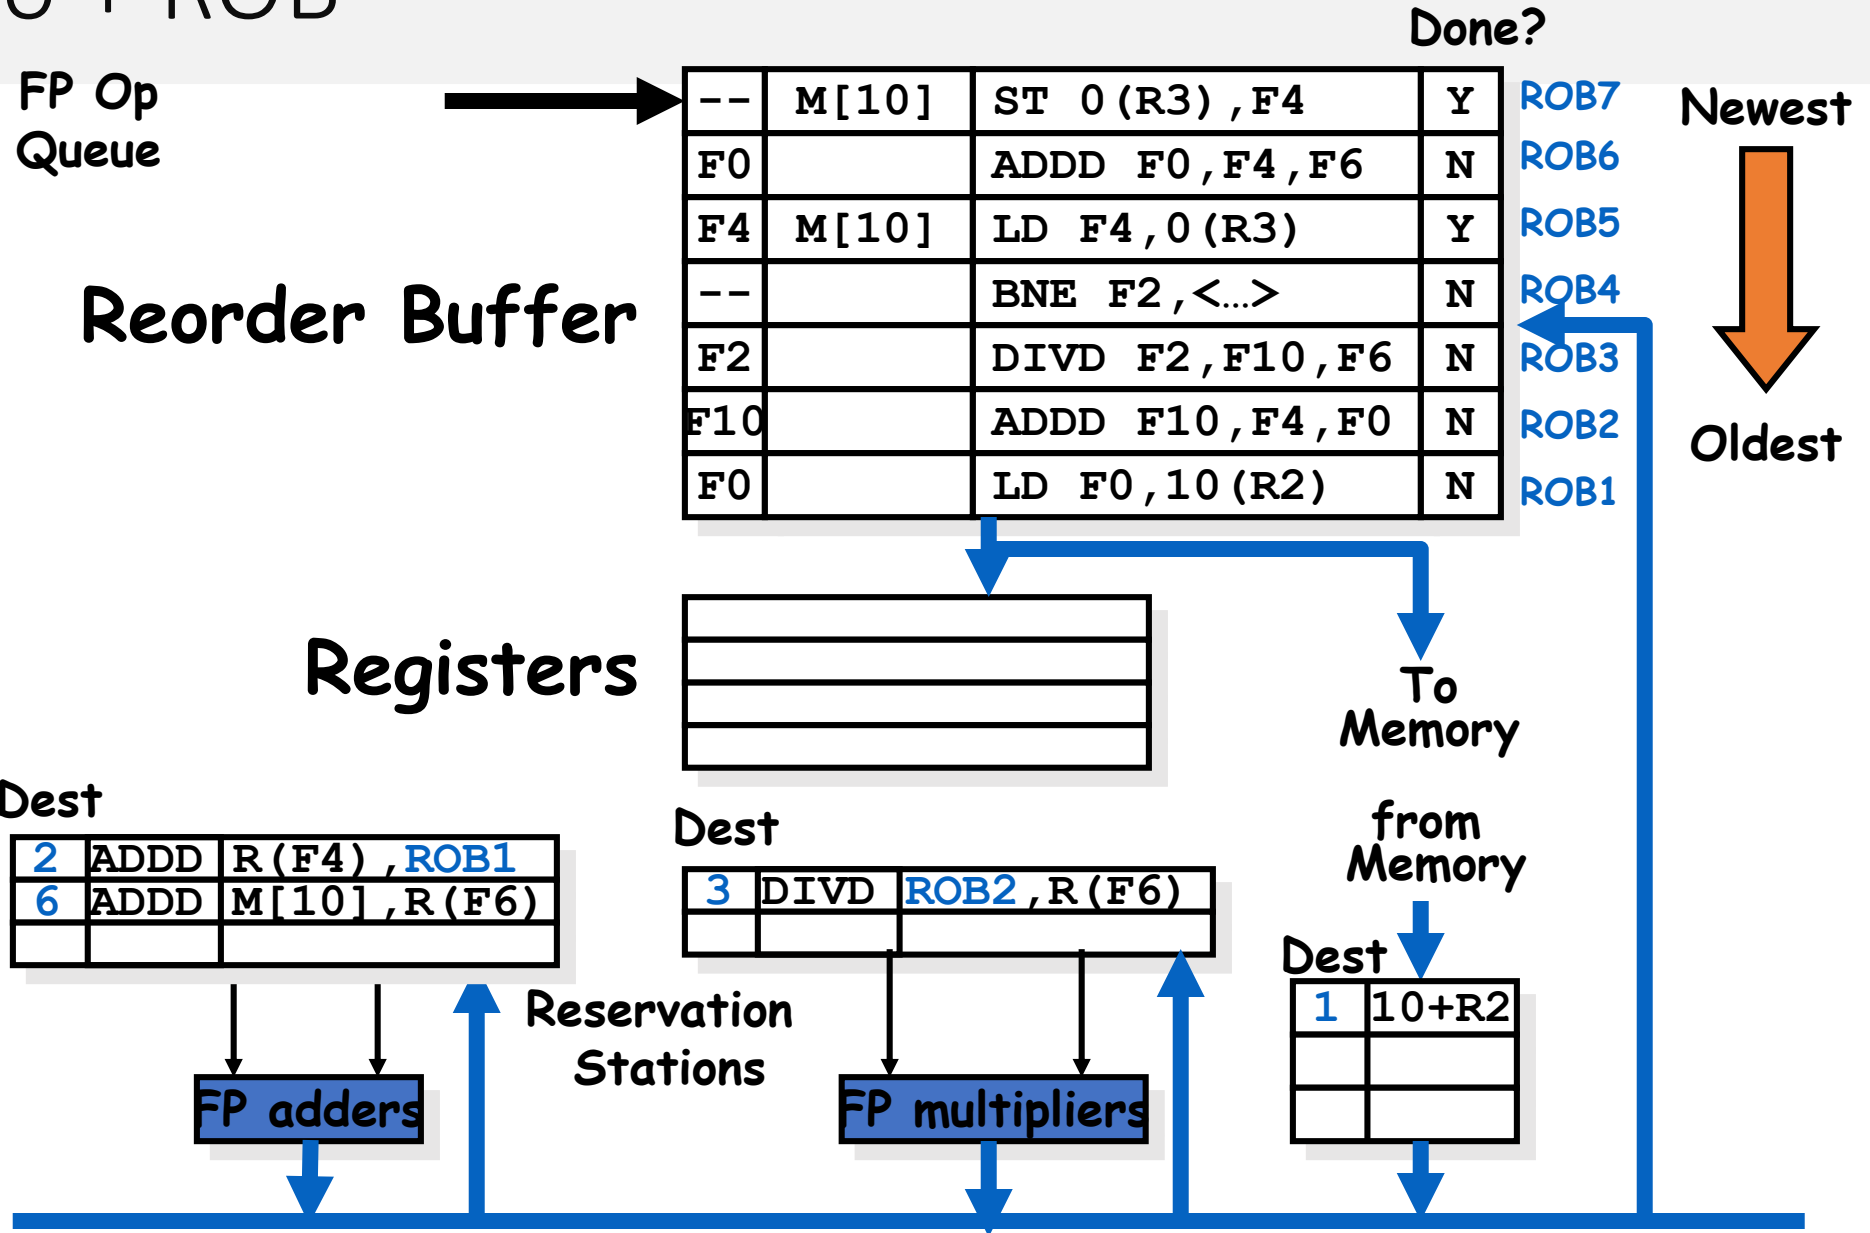 + ROB
Done?
FP Op
Queue
-- M[10] ST 0(R3),F4 Y ROB7
F0 ADDD F0,F4,F6 N ROB6
F4 M[10] LD F4,0(R3) Y ROB5
-- BNE F2,<…> N ROB4
F2 DIVD F2,F10,F6 N ROB3
F10 ADDD F10,F4,F0 N ROB2
F0 LD F0,10(R2) N ROB1
Newest
Oldest
Reorder Buffer
Registers
To
Memory
Dest
2 ADDD R(F4),ROB1
6 ADDD M[10],R(F6)
Dest
3 DIVD ROB2,R(F6)
from
Memory
Dest
1 10+R2
Reservation
Stations
FP adders
FP multipliers